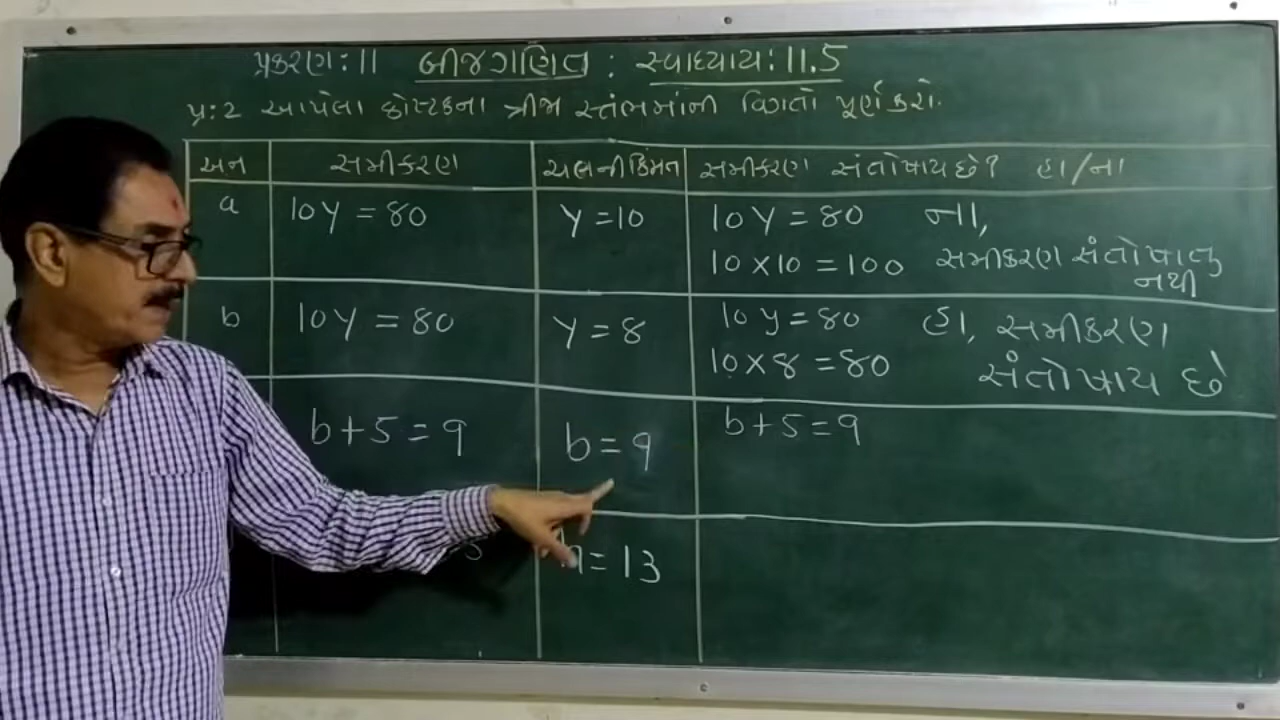 પ્રકરણ: 11 બીજગણિત : સ્વાધ્યાય: 11.5
પ્ર: 2 આપેલા કોષ્ટકના ત્રીજા સ્તંભમાંની વિગતો પૂર્ણ કરો.
સમીકરણ ચલની કિંમત સમીકરણ સંતોષાય છે? હા/ના
a 10y = 80 y = 10 10y = 80 ના,
10 × 10 = 100 સમીકરણ સંતોષાતુ
નથી
b 10y = 80 y = 8 10y = 80 હા, સમીકરણ
10 × 8 = 80 સંતોષાય છે
b + 5 = 9 b = 9 b + 5 = 9
= 13